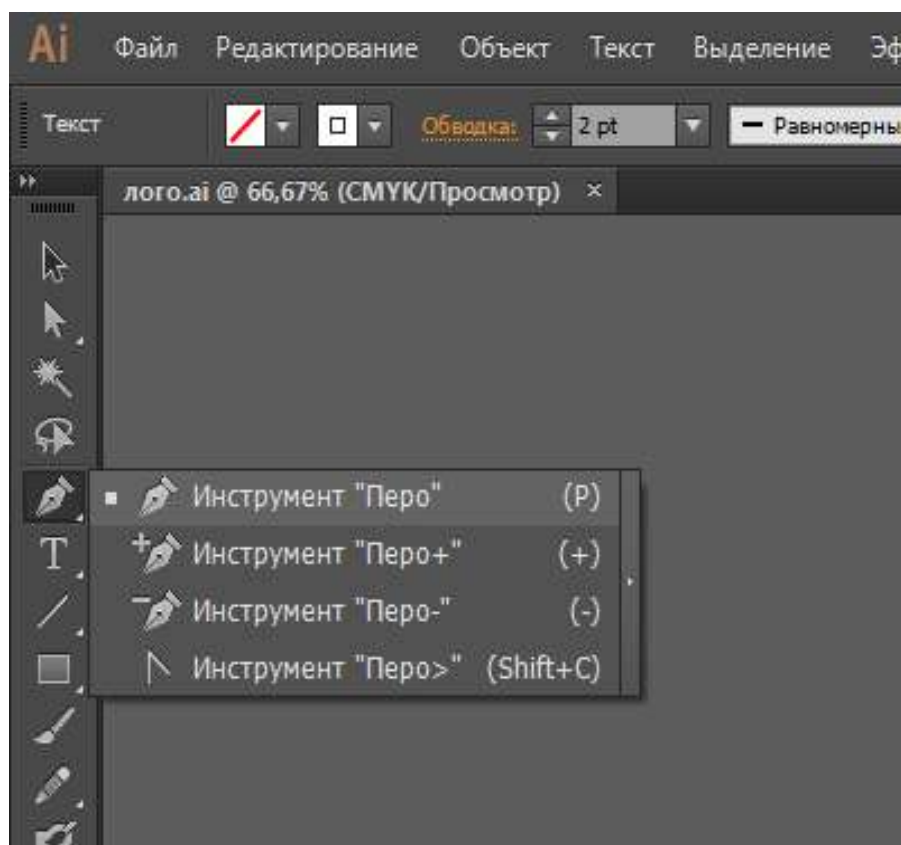 Ai Файл Редактирование Объект Текст Выделение
Текст Обводка: 2 pt
лого.ai @ 66,67% (CMYK/Просмотр) ×
Инструмент "Перо" (P)
Инструмент "Перо+" (+)
T Инструмент "Перо-" (-)
Инструмент "Перо>" (Shift+C)